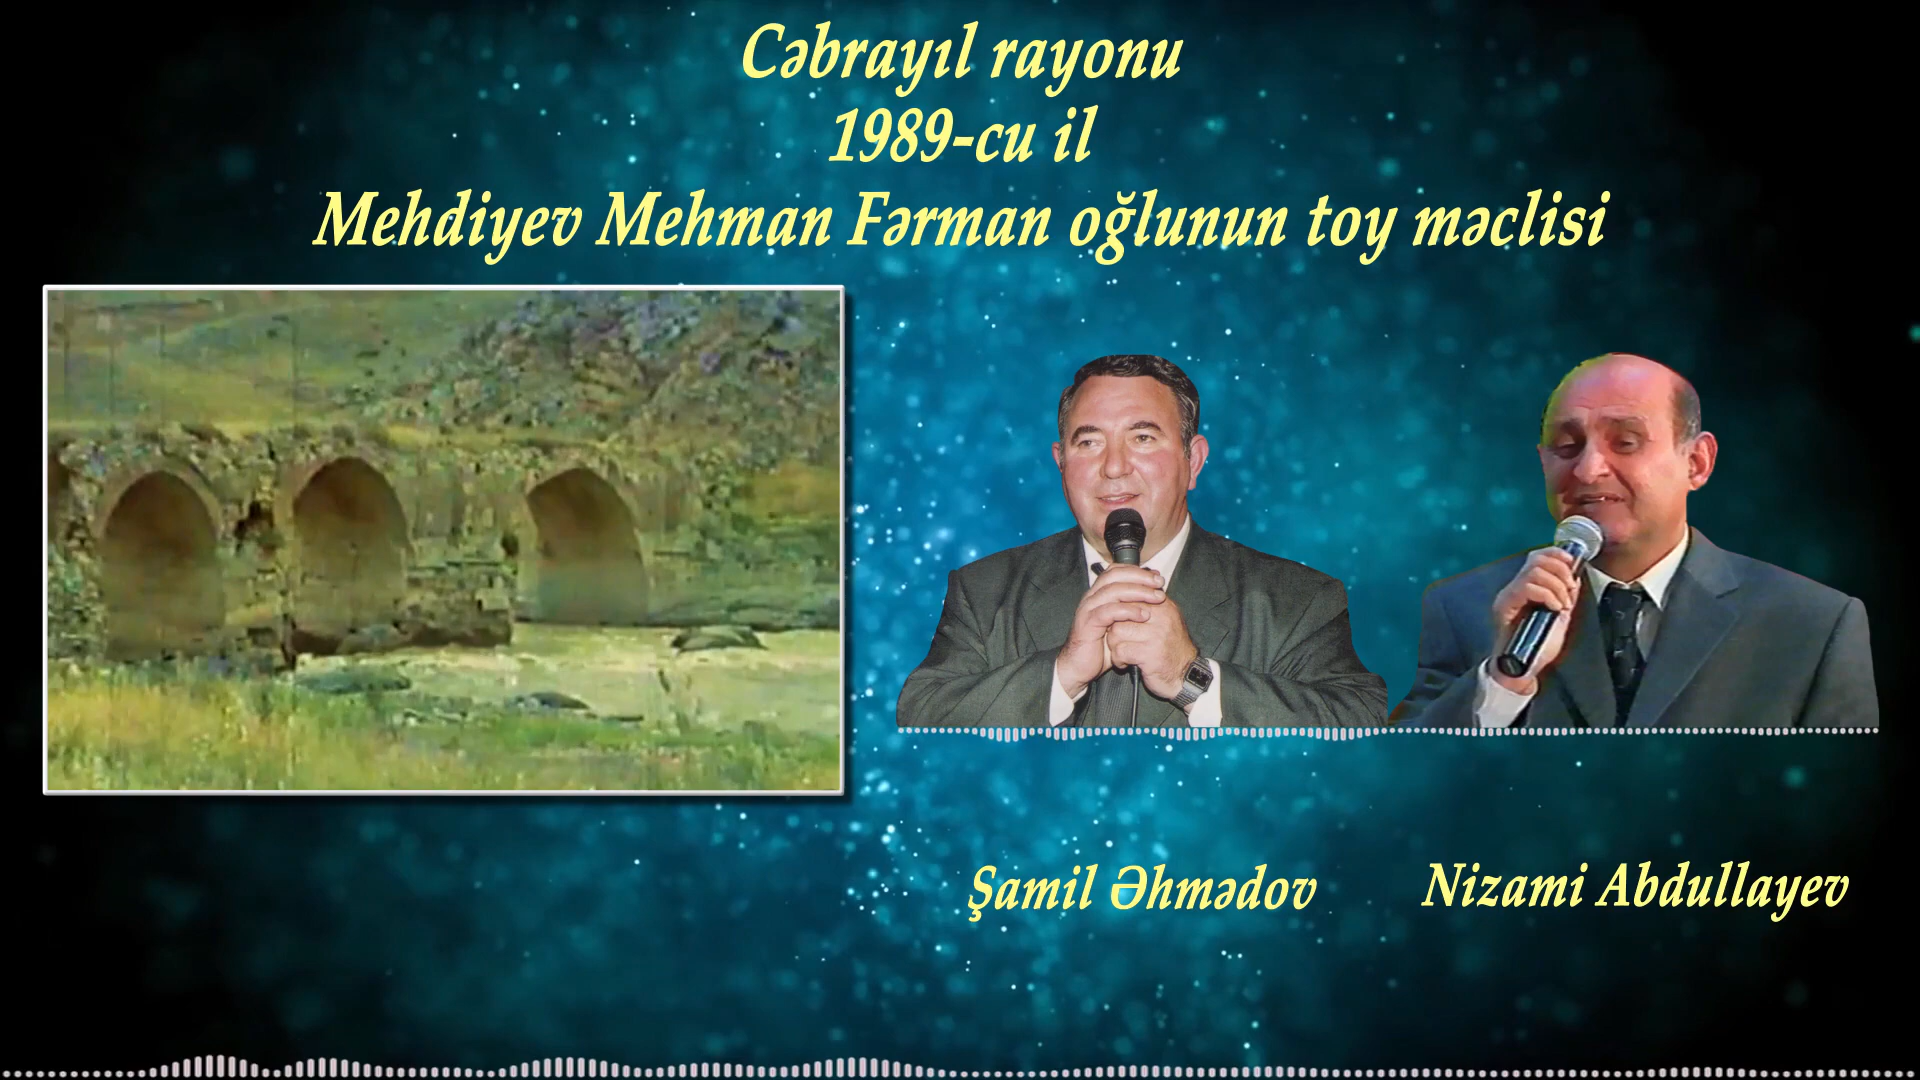 Cəbrayıl rayonu
1989-cu il
Mehdiyev Mehman Fərman oğlunun toy məclisi
Şamil Əhmədov
Nizami Abdullayev